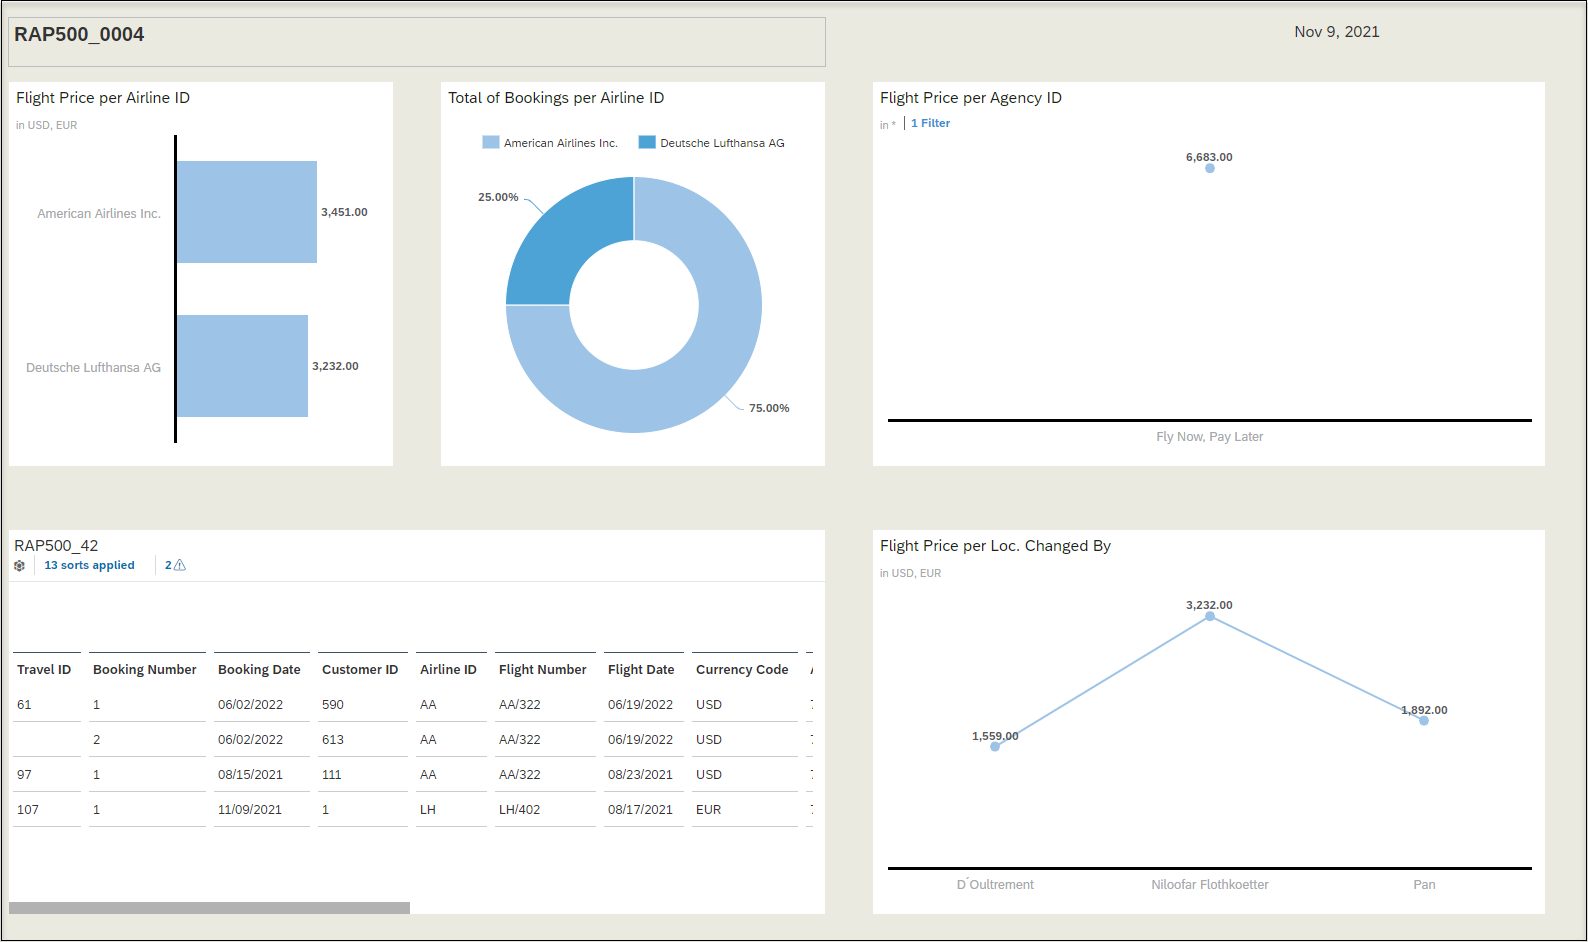 RAP500_0004
Nov 9, 2021
Flight Price per Airline ID
in USD, EUR
American Airlines Inc.
3,451.00
Deutsche Lufthansa AG
3,232.00
Total of Bookings per Airline ID
American Airlines Inc. Deutsche Lufthansa AG
25.00%
75.00%
Flight Price per Agency ID
in * | 1 Filter
6,683.00
Fly Now, Pay Later
RAP500_42
13 sorts applied 2
Travel ID Booking Number Booking Date Customer ID Airline ID Flight Number Flight Date Currency Code
61 1 06/02/2022 590 AA AA/322 06/19/2022 USD
2 06/02/2022 613 AA AA/322 06/19/2022 USD
97 1 08/15/2021 111 AA AA/322 08/23/2021 USD
107 1 11/09/2021 1 LH LH/402 08/17/2021 EUR
Flight Price per Loc. Changed By
in USD, EUR
3,232.00
1,892.00
1,559.00
D´Oultrement Niloofar Flothkoetter Pan